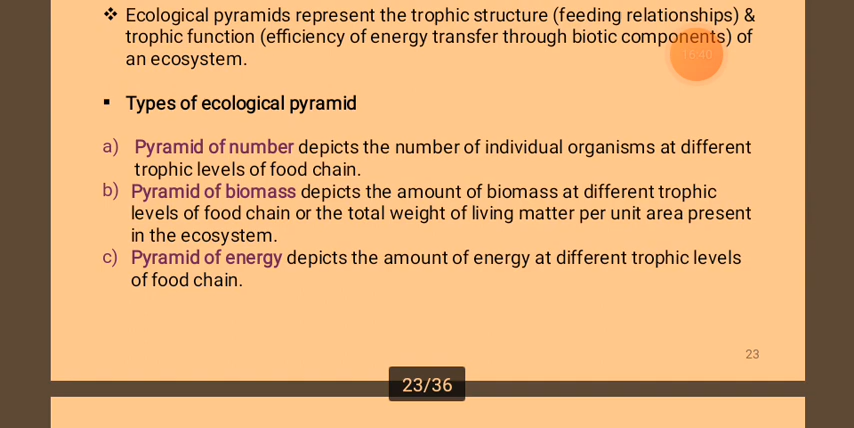 ❖ Ecological pyramids represent the trophic structure (feeding relationships) &
trophic function (efficiency of energy transfer through biotic components) of
an ecosystem.
▪ Types of ecological pyramid
a) Pyramid of number depicts the number of individual organisms at different
trophic levels of food chain.
b) Pyramid of biomass depicts the amount of biomass at different trophic
levels of food chain or the total weight of living matter per unit area present
in the ecosystem.
c) Pyramid of energy depicts the amount of energy at different trophic levels
of food chain.
23
23/36
16:40